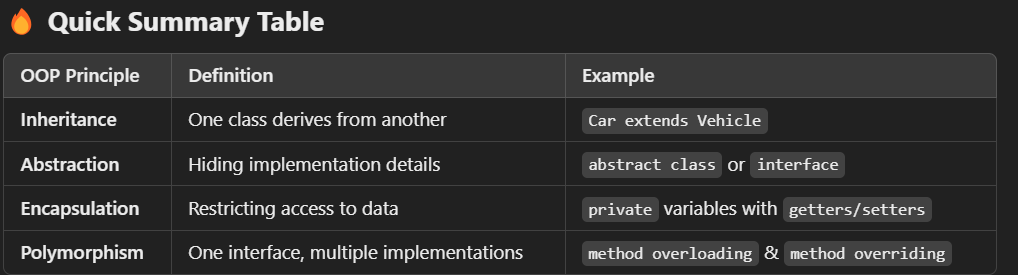 🔥 Quick Summary Table
OOP Principle Definition Example
Inheritance One class derives from another Car extends Vehicle
Abstraction Hiding implementation details abstract class or interface
Encapsulation Restricting access to data private variables with getters/setters
Polymorphism One interface, multiple implementations method overloading & method overriding